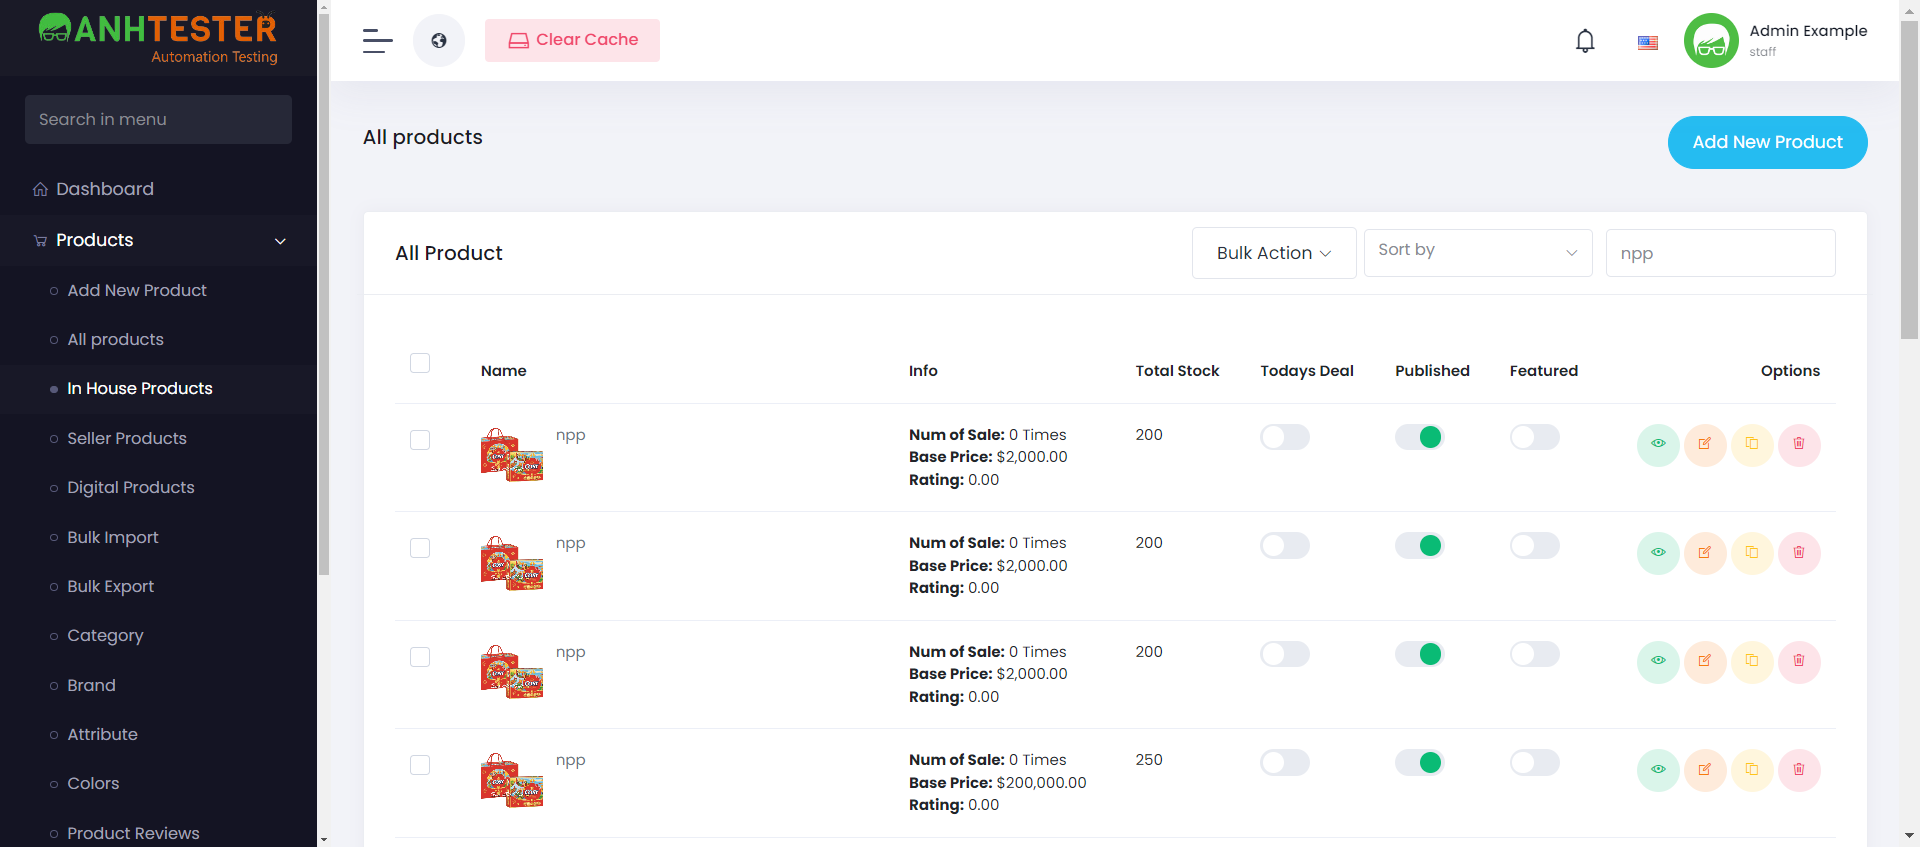 ANHTESTER
Automation Testing
Search in menu
Dashboard
Products
Add New Product
All products
In House Products
Seller Products
Digital Products
Bulk Import
Bulk Export
Category
Brand
Attribute
Colors
Product Reviews
Clear Cache
Admin Example
staff
All products
Add New Product
All Product
Bulk Action
Sort by
npp
Name
Info
Total Stock
Todays Deal
Published
Featured
Options
npp
Num of Sale: 0 Times
Base Price: $2,000.00
Rating: 0.00
200
npp
Num of Sale: 0 Times
Base Price: $2,000.00
Rating: 0.00
200
npp
Num of Sale: 0 Times
Base Price: $2,000.00
Rating: 0.00
200
npp
Num of Sale: 0 Times
Base Price: $200,000.00
Rating: 0.00
250